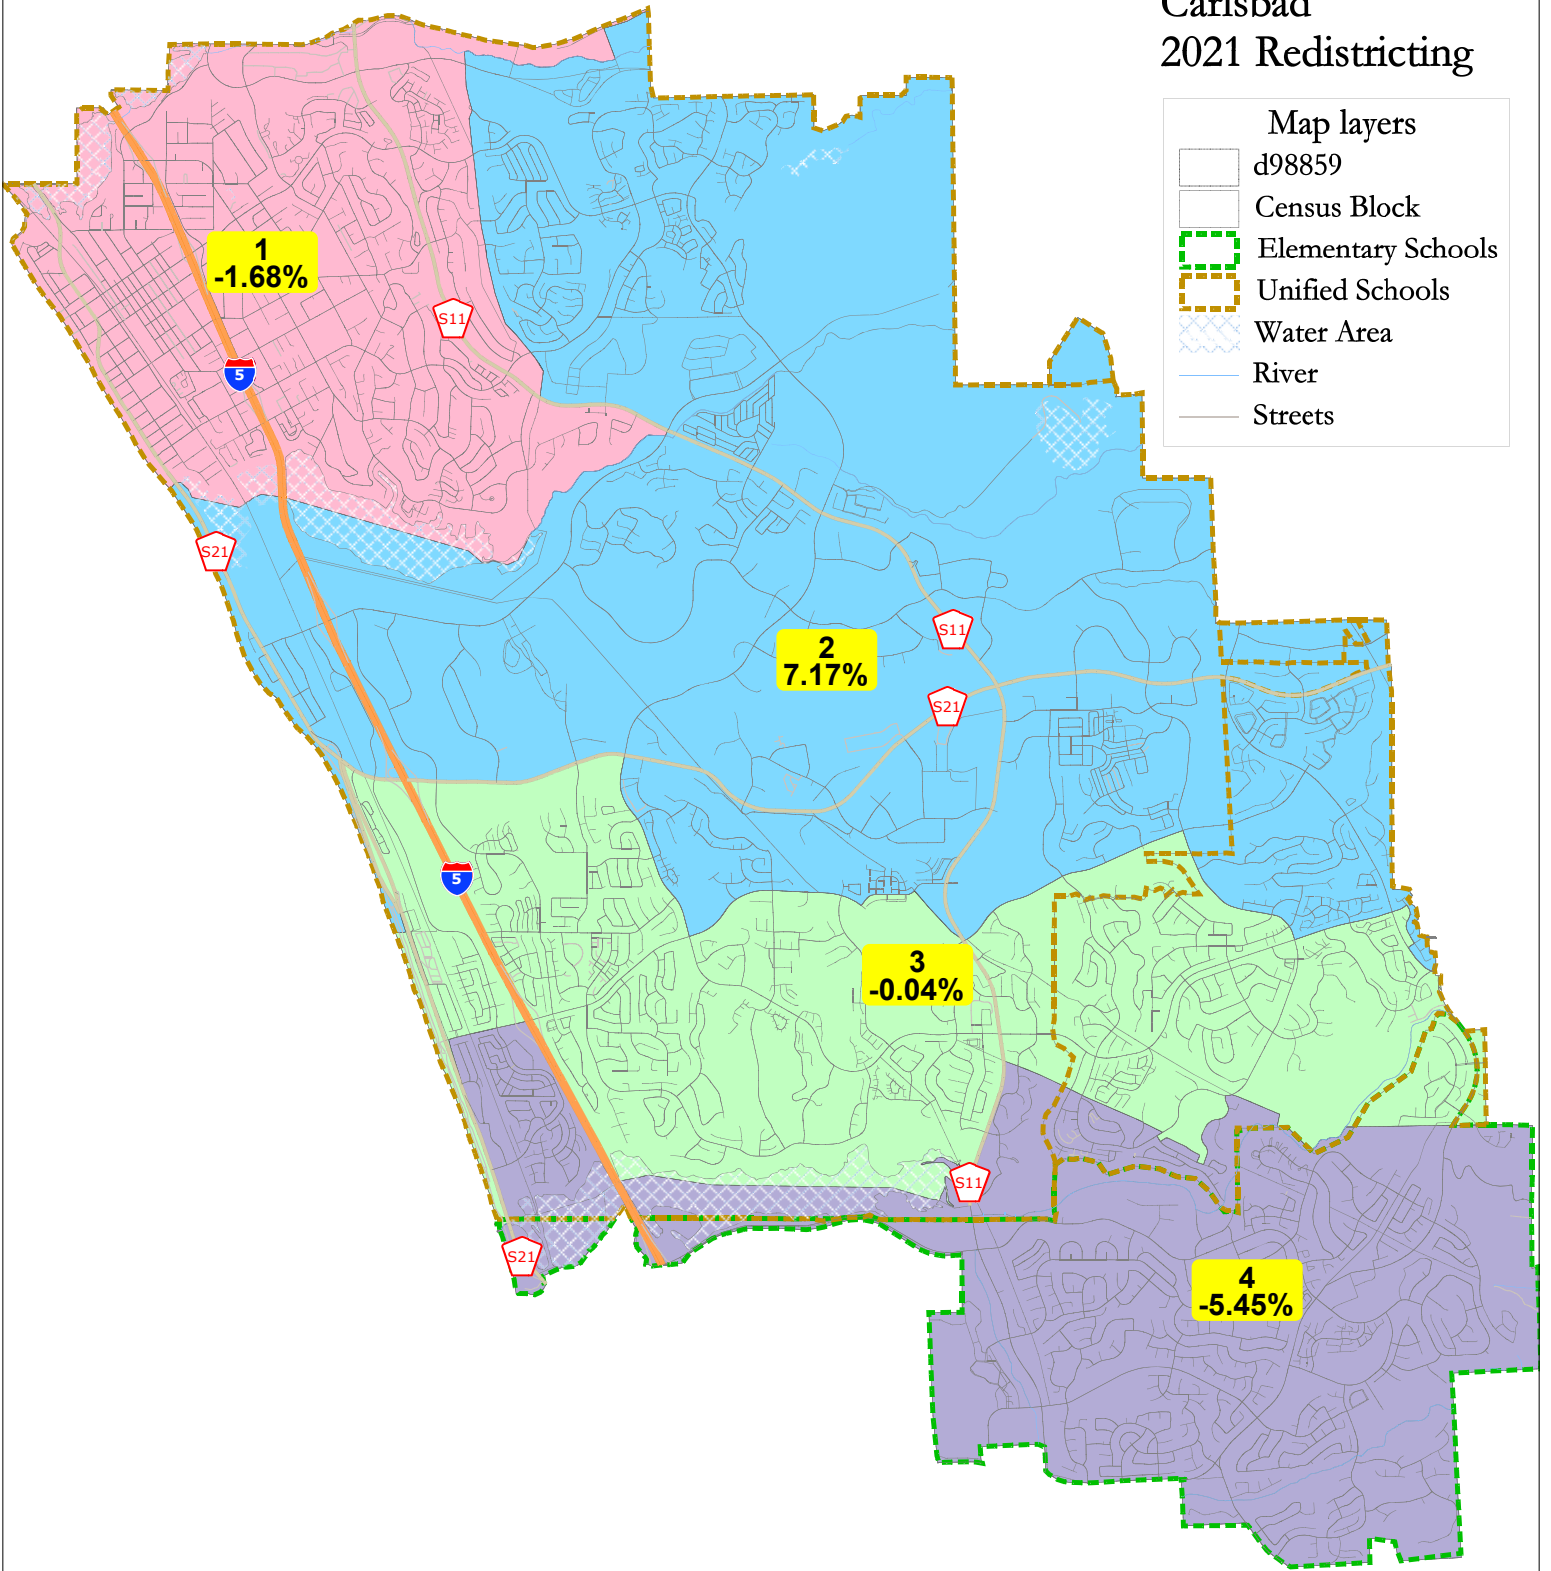 Carlsbad
2021 Redistricting
Map layers
d98859
Census Block
Elementary Schools
Unified Schools
Water Area
River
Streets
1
-1.68%
S11
5
S21
S11
2
7.17%
S21
5
3
-0.04%
S11
S21
4
-5.45%